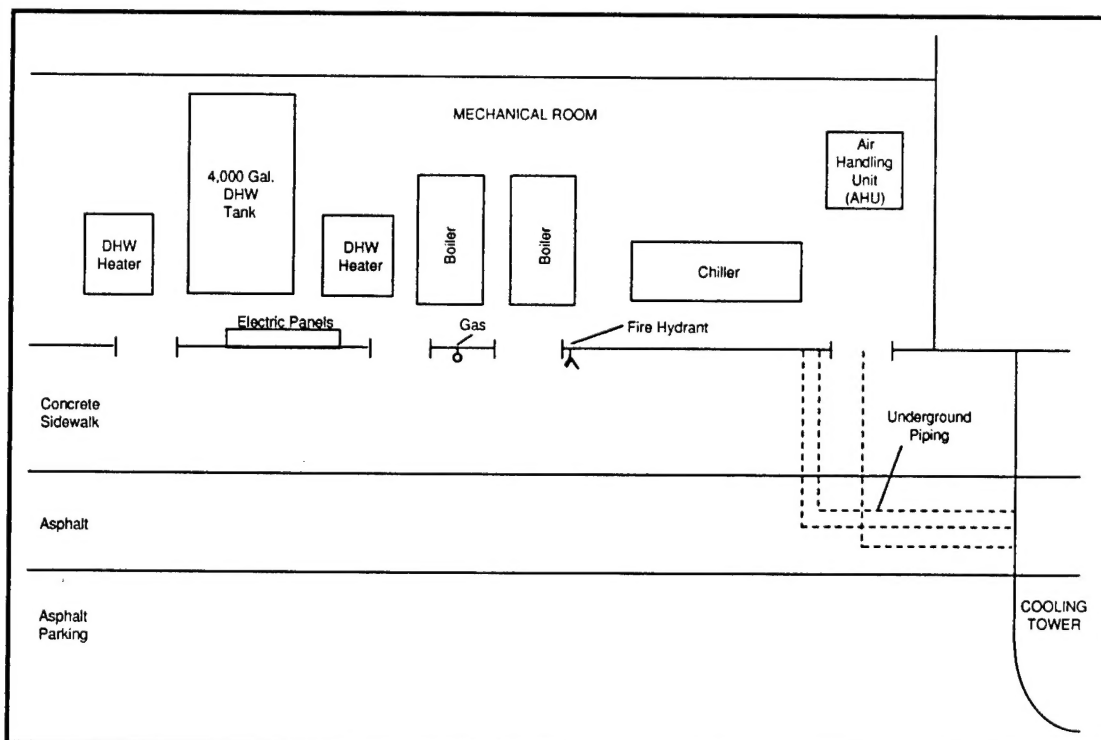 MECHANICAL ROOM
4,000 Gal.
DHW
Tank
Air
Handling
Unit
(AHU)
DHW
Heater
DHW
Heater
Boiler
Boiler
Chiller
Electric Panels
Gas
Fire Hydrant
Concrete
Sidewalk
Underground
Piping
Asphalt
Asphalt
Parking
COOLING
TOWER